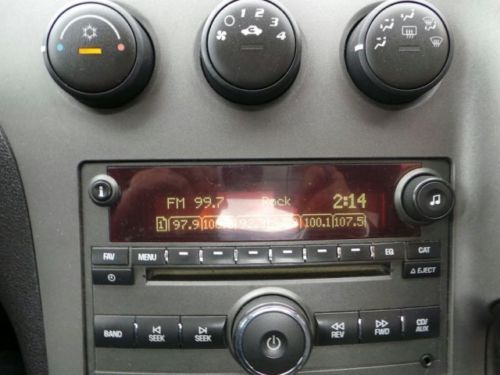 1 2 3 4
FM 99.7 Rock 2:14
1 97.9 100.1 107.5
FAV MENU EQ CAT
EJECT
BAND SEEK SEEK REV FWD CD/AUX